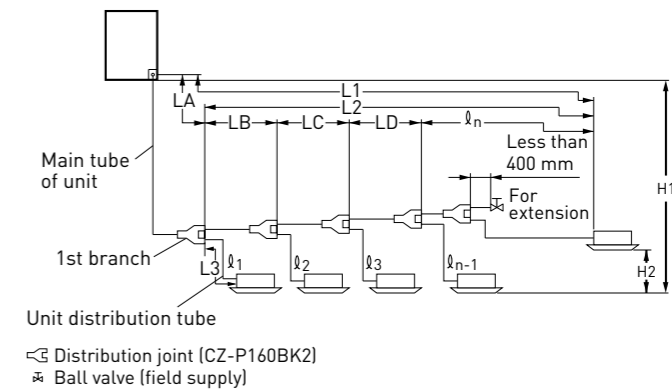 L1
LA
L2
LB
LC
LD
ℓn
Less than
400 mm
Main tube
of unit
H1
For
extension
1st branch
L3
ℓ1
ℓ2
ℓ3
ℓn-1
H2
Unit distribution tube
Distribution joint (CZ-P160BK2)
Ball valve (field supply)